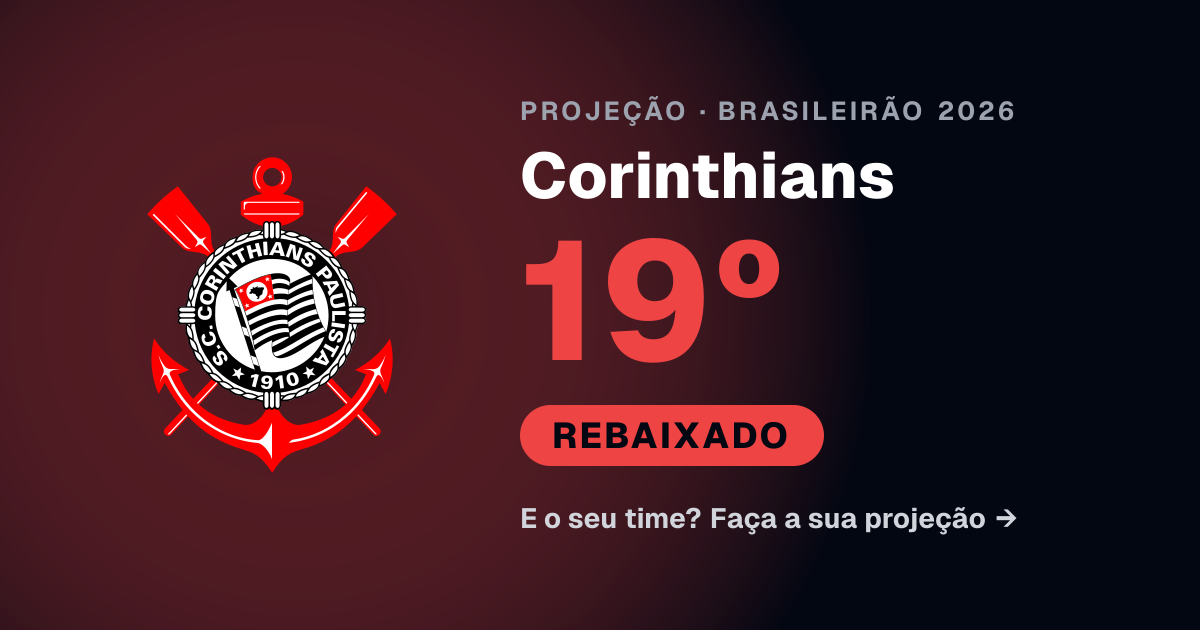 S.C. CORINTHIANS PAULISTA
1910
PROJEÇÃO · BRASILEIRÃO 2026
Corinthians
19º
REBAIXADO
E o seu time? Faça a sua projeção →